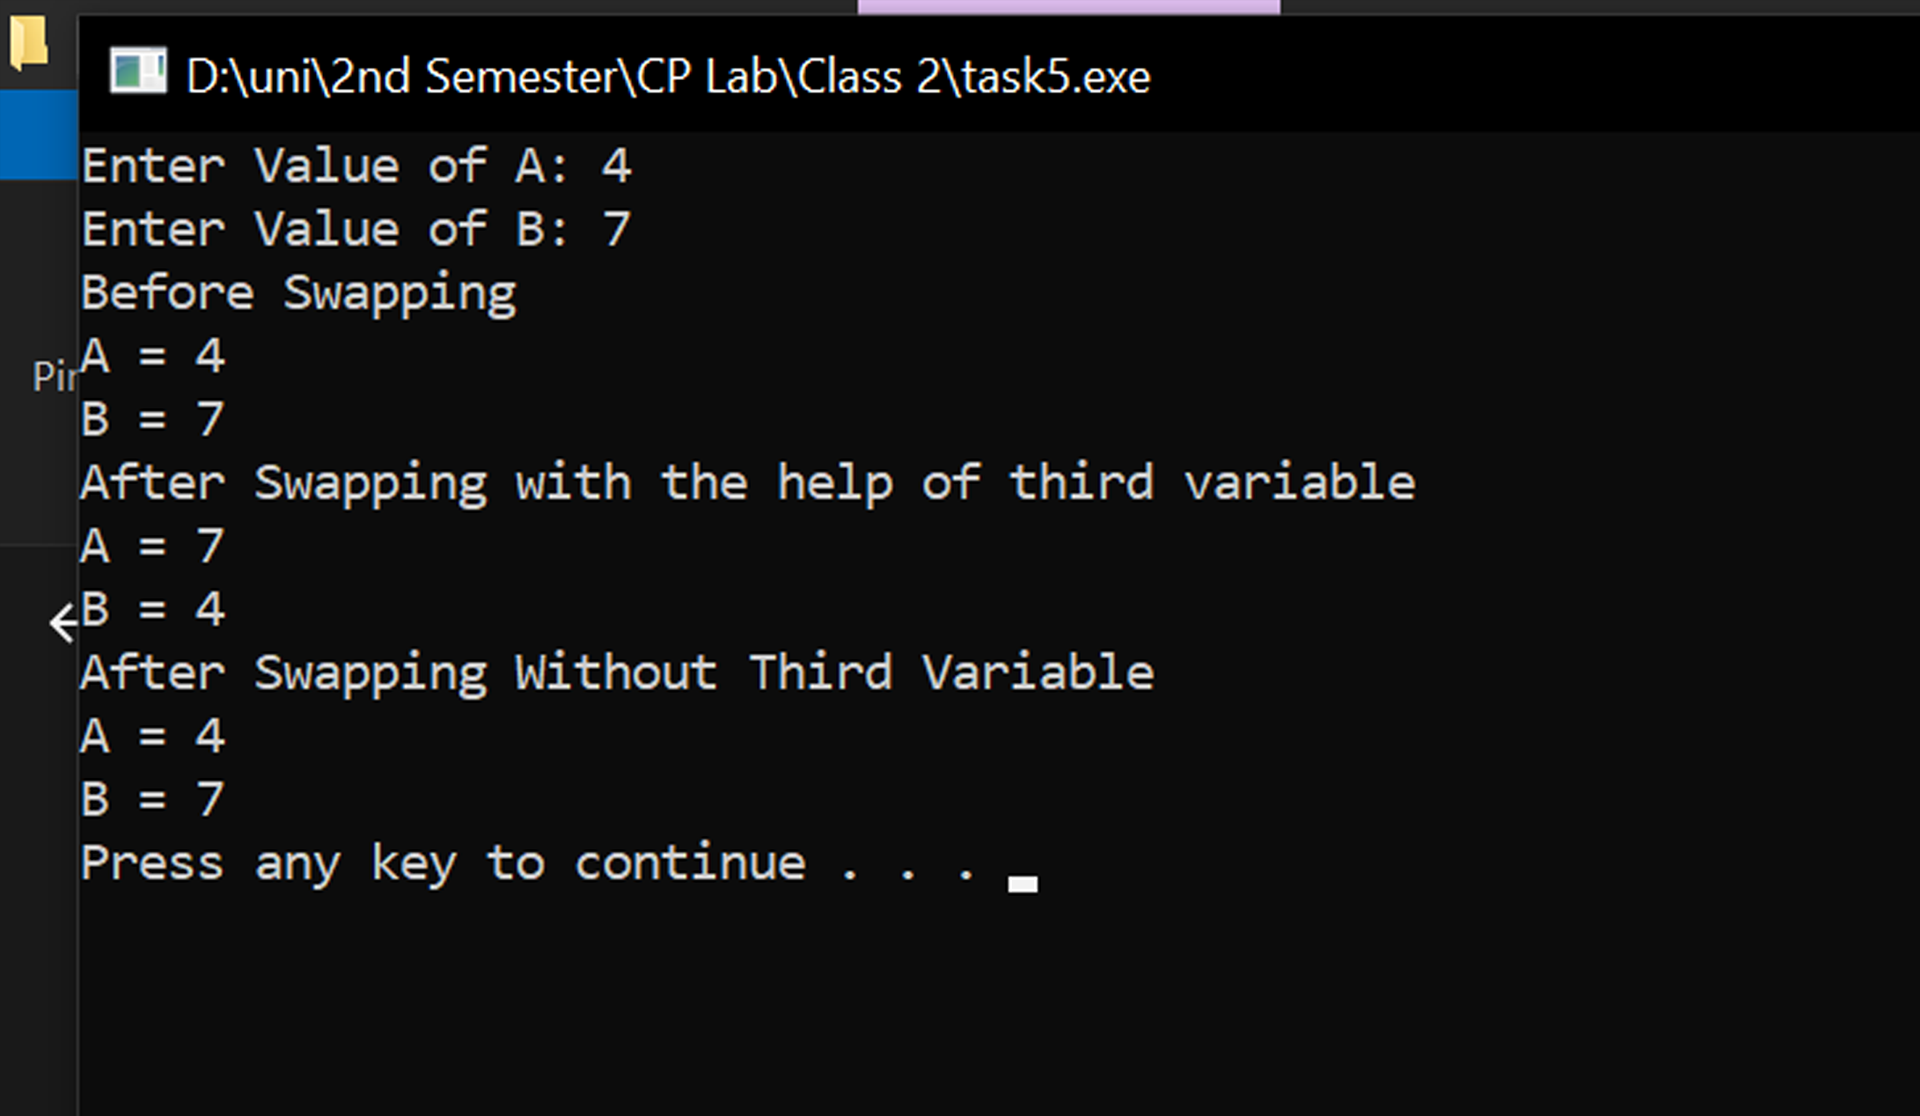 D:\uni\2nd Semester\CP Lab\Class 2\task5.exe
Enter Value of A: 4
Enter Value of B: 7
Before Swapping
A = 4
Pin
B = 7
After Swapping with the help of third variable
A = 7
B = 4
After Swapping Without Third Variable
A = 4
B = 7
Press any key to continue . . .